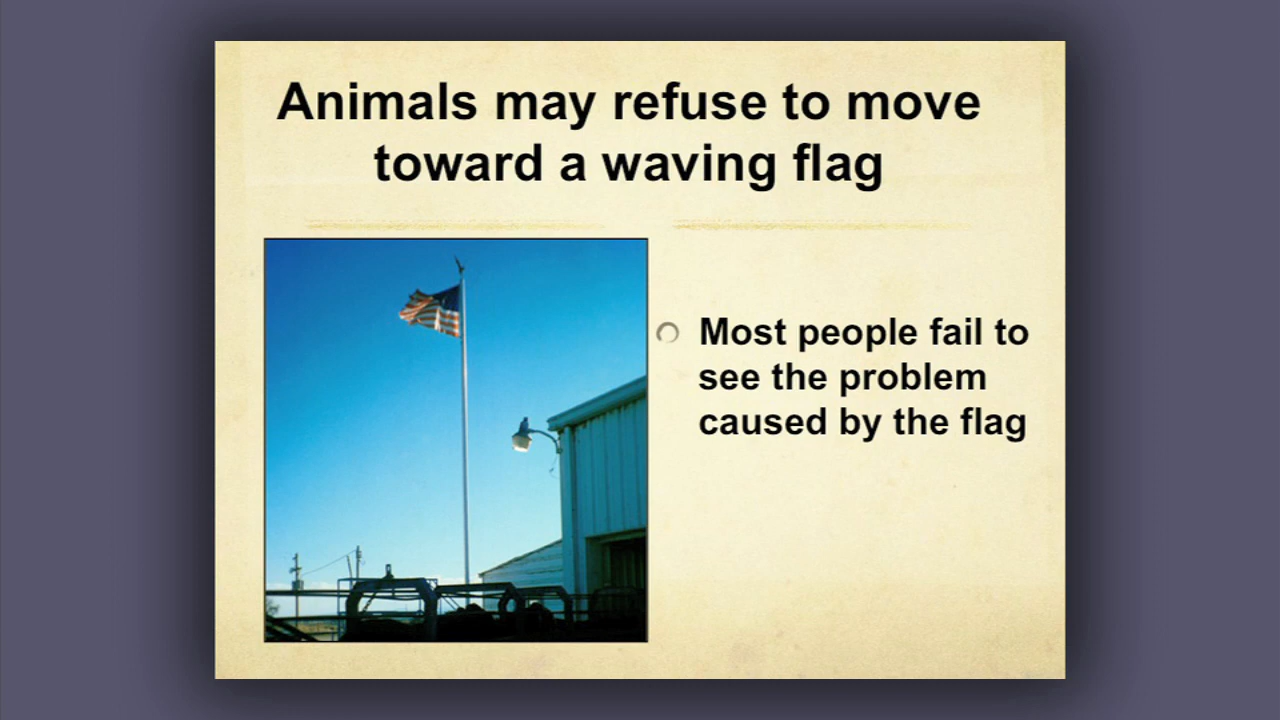 Animals may refuse to move
toward a waving flag
Most people fail to
see the problem
caused by the flag